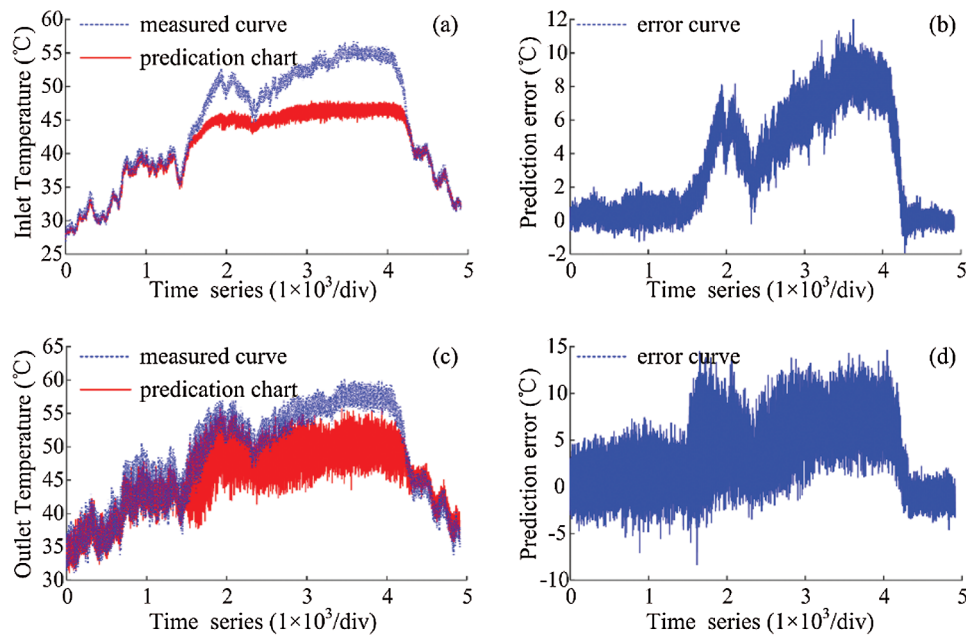 measured curve
predication chart
(a)
Inlet Temperature (℃)
60
55
50
45
40
35
30
25
0 1 2 3 4 5
Time series (1×10³/div)
error curve
(b)
Prediction error (℃)
12
10
8
6
4
2
0
-2
0 1 2 3 4 5
Time series (1×10³/div)
measured curve
predication chart
(c)
Outlet Temperature (℃)
65
60
55
50
45
40
35
30
0 1 2 3 4 5
Time series (1×10³/div)
error curve
(d)
Prediction error (℃)
15
10
5
0
-5
-10
0 1 2 3 4 5
Time series (1×10³/div)